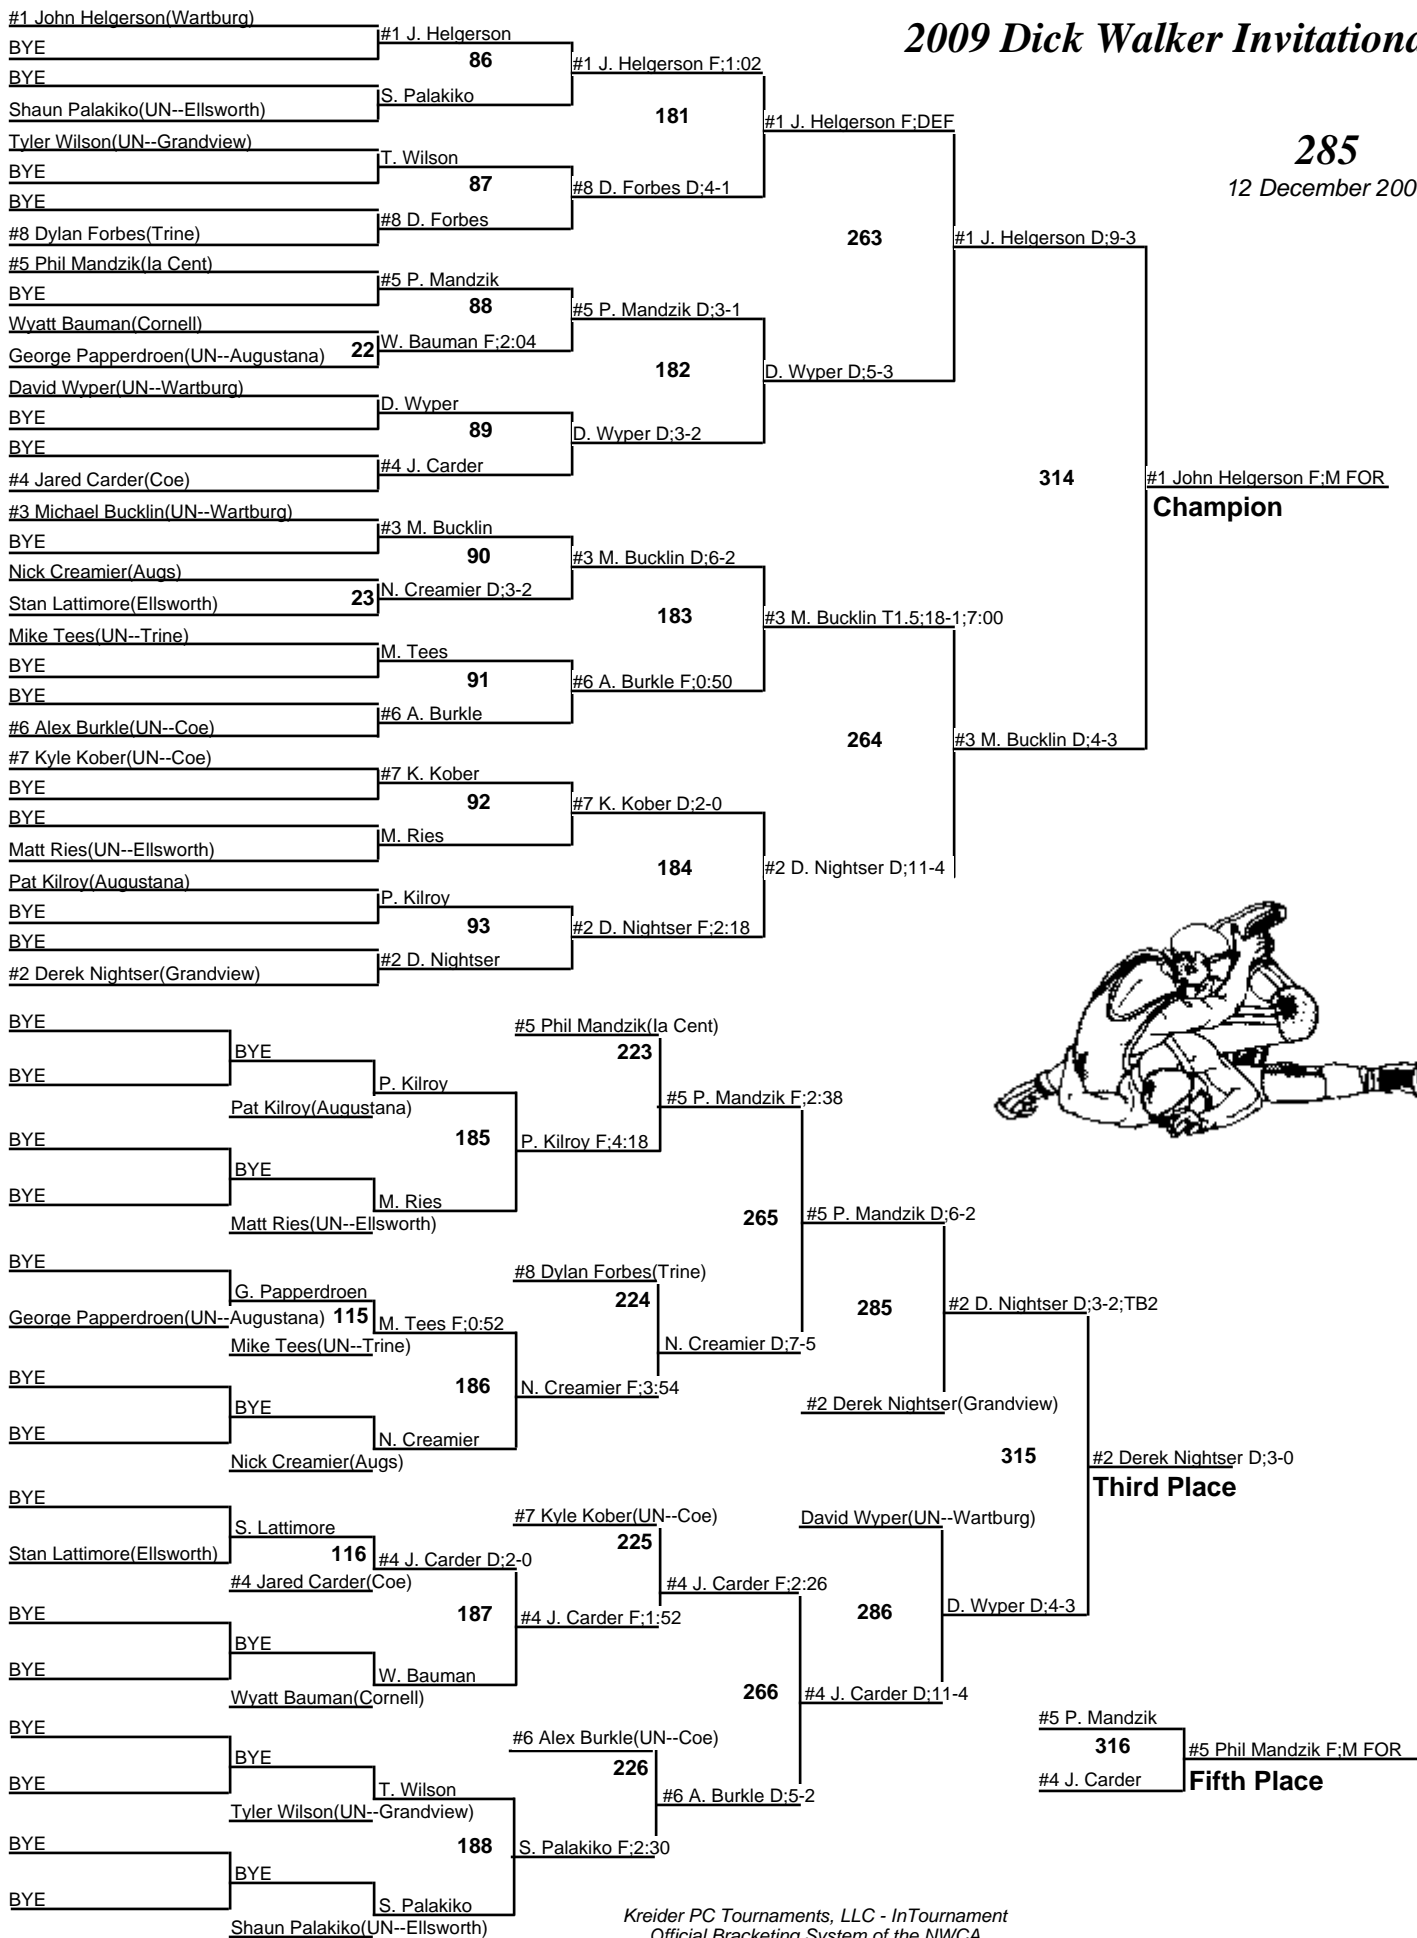 #1 John Helgerson(Wartburg)
BYE
#1 J. Helgerson
86
BYE
Shaun Palakiko(UN--Ellsworth)
S. Palakiko
#1 J. Helgerson F;1:02
181
Tyler Wilson(UN--Grandview)
BYE
T. Wilson
87
BYE
#8 Dylan Forbes(Trine)
#8 D. Forbes
#8 D. Forbes D;4-1
#1 J. Helgerson F;DEF
263
#5 Phil Mandzik(Ia Cent)
BYE
#5 P. Mandzik
88
Wyatt Bauman(Cornell)
George Papperdroen(UN--Augustana)
22
W. Bauman F;2:04
#5 P. Mandzik D;3-1
182
David Wyper(UN--Wartburg)
BYE
D. Wyper
89
BYE
#4 Jared Carder(Coe)
#4 J. Carder
D. Wyper D;3-2
D. Wyper D;5-3
#1 J. Helgerson D;9-3
314
#3 Michael Bucklin(UN--Wartburg)
BYE
#3 M. Bucklin
90
Nick Creamier(Augs)
Stan Lattimore(Ellsworth)
23
N. Creamier D;3-2
#3 M. Bucklin D;6-2
183
Mike Tees(UN--Trine)
BYE
M. Tees
91
BYE
#6 Alex Burkle(UN--Coe)
#6 A. Burkle
#6 A. Burkle F;0:50
#3 M. Bucklin T1.5;18-1;7:00
264
#7 Kyle Kober(UN--Coe)
BYE
#7 K. Kober
92
BYE
Matt Ries(UN--Ellsworth)
M. Ries
#7 K. Kober D;2-0
184
Pat Kilroy(Augustana)
BYE
P. Kilroy
93
BYE
#2 Derek Nightser(Grandview)
#2 D. Nightser
#2 D. Nightser F;2:18
#2 D. Nightser D;11-4
#3 M. Bucklin D;4-3
#1 John Helgerson F;M FOR
Champion
2009 Dick Walker Invitationa
285
12 December 200
BYE
BYE
BYE
Pat Kilroy(Augustana)
P. Kilroy
185
BYE
BYE
BYE
Matt Ries(UN--Ellsworth)
M. Ries
P. Kilroy F;4:18
#5 Phil Mandzik(Ia Cent)
223
#5 P. Mandzik F;2:38
265
BYE
George Papperdroen(UN--Augustana)
G. Papperdroen
115
Mike Tees(UN--Trine)
M. Tees F;0:52
186
BYE
BYE
BYE
Nick Creamier(Augs)
N. Creamier
N. Creamier F;3:54
#8 Dylan Forbes(Trine)
224
N. Creamier D;7-5
#5 P. Mandzik D;6-2
285
#2 Derek Nightser(Grandview)
#2 D. Nightser D;3-2;TB2
315
BYE
Stan Lattimore(Ellsworth)
S. Lattimore
116
#4 Jared Carder(Coe)
#4 J. Carder D;2-0
187
BYE
BYE
BYE
Wyatt Bauman(Cornell)
W. Bauman
#4 J. Carder F;1:52
#7 Kyle Kober(UN--Coe)
225
#4 J. Carder F;2:26
266
BYE
BYE
BYE
Tyler Wilson(UN--Grandview)
T. Wilson
188
BYE
BYE
BYE
Shaun Palakiko(UN--Ellsworth)
S. Palakiko
S. Palakiko F;2:30
#6 Alex Burkle(UN--Coe)
226
#6 A. Burkle D;5-2
David Wyper(UN--Wartburg)
286
#4 J. Carder D;11-4
D. Wyper D;4-3
#2 Derek Nightser D;3-0
Third Place
#5 P. Mandzik
316
#4 J. Carder
#5 Phil Mandzik F;M FOR
Fifth Place
Kreider PC Tournaments, LLC - InTournament
Official Bracketing System of the NWCA